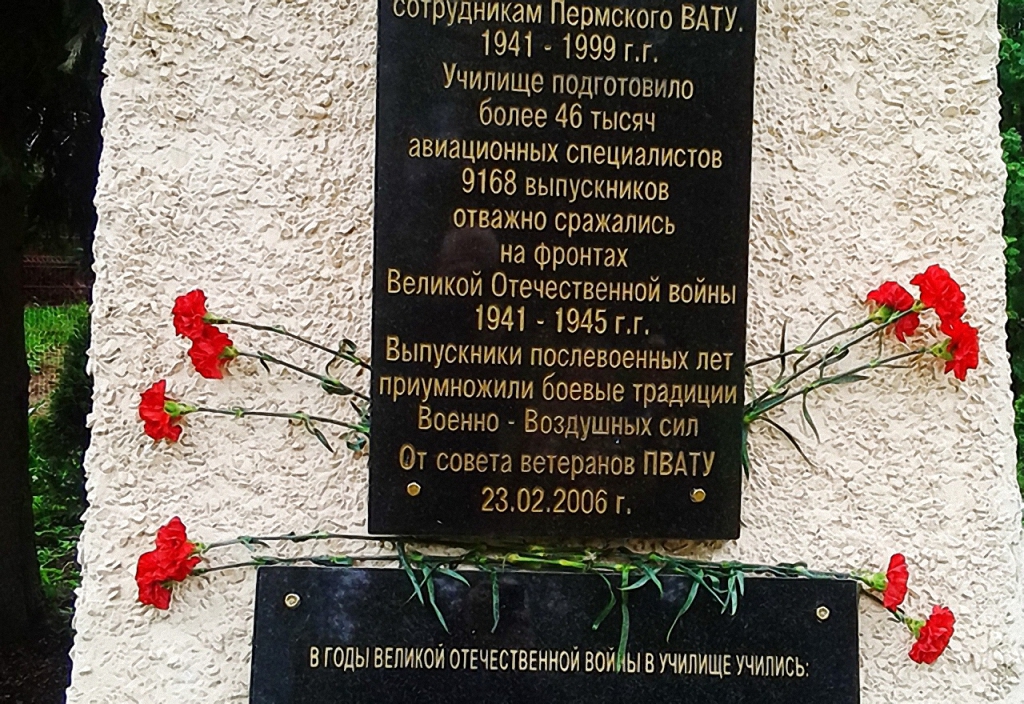 сотрудникам Пермского ВАТУ.
1941 - 1999 г.г.
Училище подготовило
более 46 тысяч
авиационных специалистов
9168 выпускников
отважно сражались
на фронтах
Великой Отечественной войны
1941 - 1945 г.г.
Выпускники послевоенных лет
приумножили боевые традиции
Военно - Воздушных сил
От совета ветеранов ПВАТУ
23.02.2006 г.
В ГОДЫ ВЕЛИКОЙ ОТЕЧЕСТВЕННОЙ ВОЙНЫ В УЧИЛИЩЕ УЧИЛИСЬ: